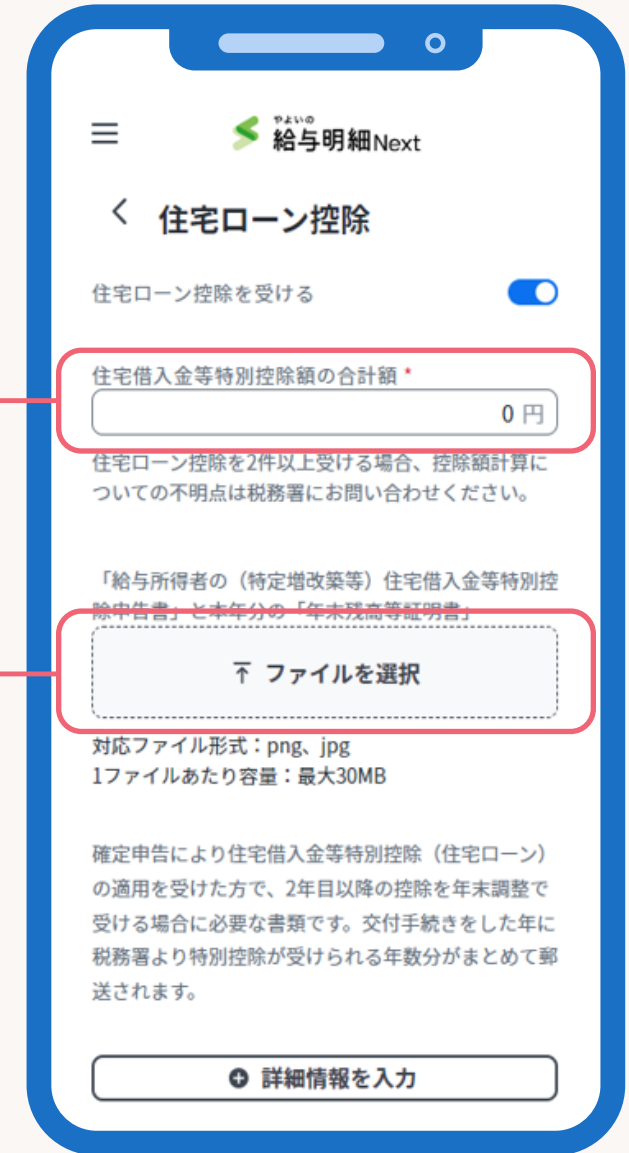 やよいの
給与明細Next
住宅ローン控除
住宅ローン控除を受ける
住宅借入金等特別控除額の合計額 *
0 円
住宅ローン控除を2件以上受ける場合、控除額計算に
ついての不明点は税務署にお問い合わせください。
「給与所得者の（特定増改築等）住宅借入金等特別控
除申告書」と本年分の「年末残高等証明書」
ファイルを選択
対応ファイル形式：png、jpg
1ファイルあたり容量：最大30MB
確定申告により住宅借入金等特別控除（住宅ローン）
の適用を受けた方で、2年目以降の控除を年末調整で
受ける場合に必要な書類です。交付手続きをした年に
税務署より特別控除が受けられる年数分がまとめて郵
送されます。
詳細情報を入力